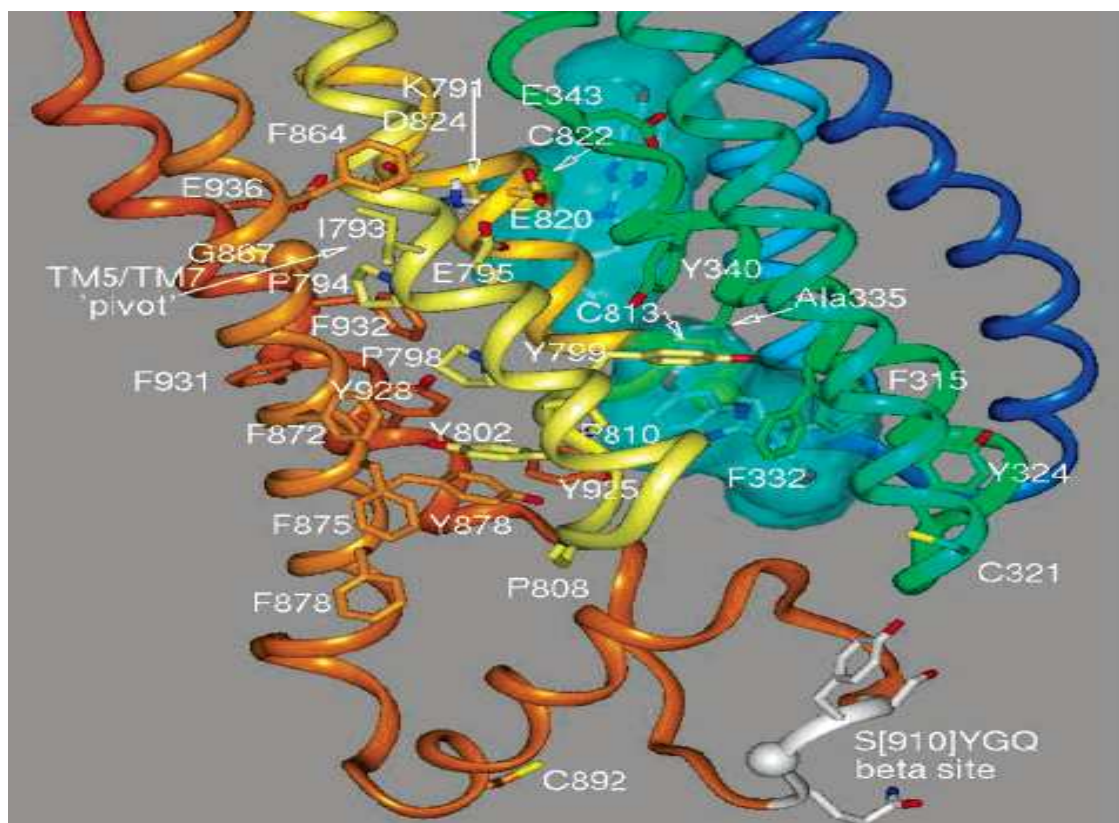 K791
E343
D824
F864
C822
E936
I793
E820
G867
TM5/TM7
'pivot'
P794
E795
Y340
C813
Ala335
F932
P798
Y799
F931
Y928
F315
F872
Y802
P810
F332
Y324
Y925
F875
Y878
C321
P808
F878
S[910]YGQ
beta site
C892